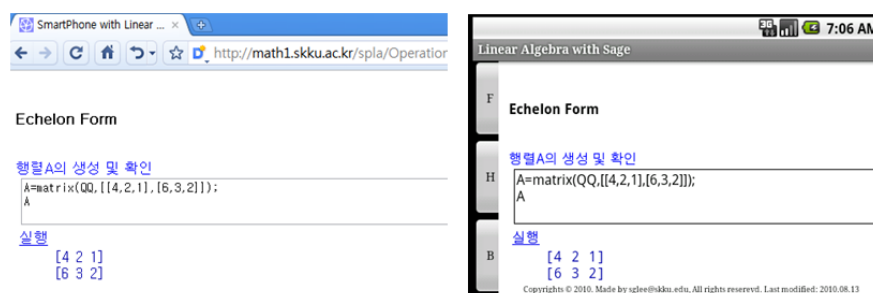 SmartPhone with Linear ...
http://math1.skku.ac.kr/spla/Operation
Echelon Form
행렬A의 생성 및 확인
A=matrix(QQ,[[4,2,1],[6,3,2]]);
A
실행
[4 2 1]
[6 3 2]
3G 7:06 AM
Linear Algebra with Sage
F
Echelon Form
행렬A의 생성 및 확인
H
A=matrix(QQ,[[4,2,1],[6,3,2]]);
A
실행
B
[4 2 1]
[6 3 2]
Copyrights © 2010. Made by sglee@skku.edu, All rights reserevd. Last modified: 2010.08.13